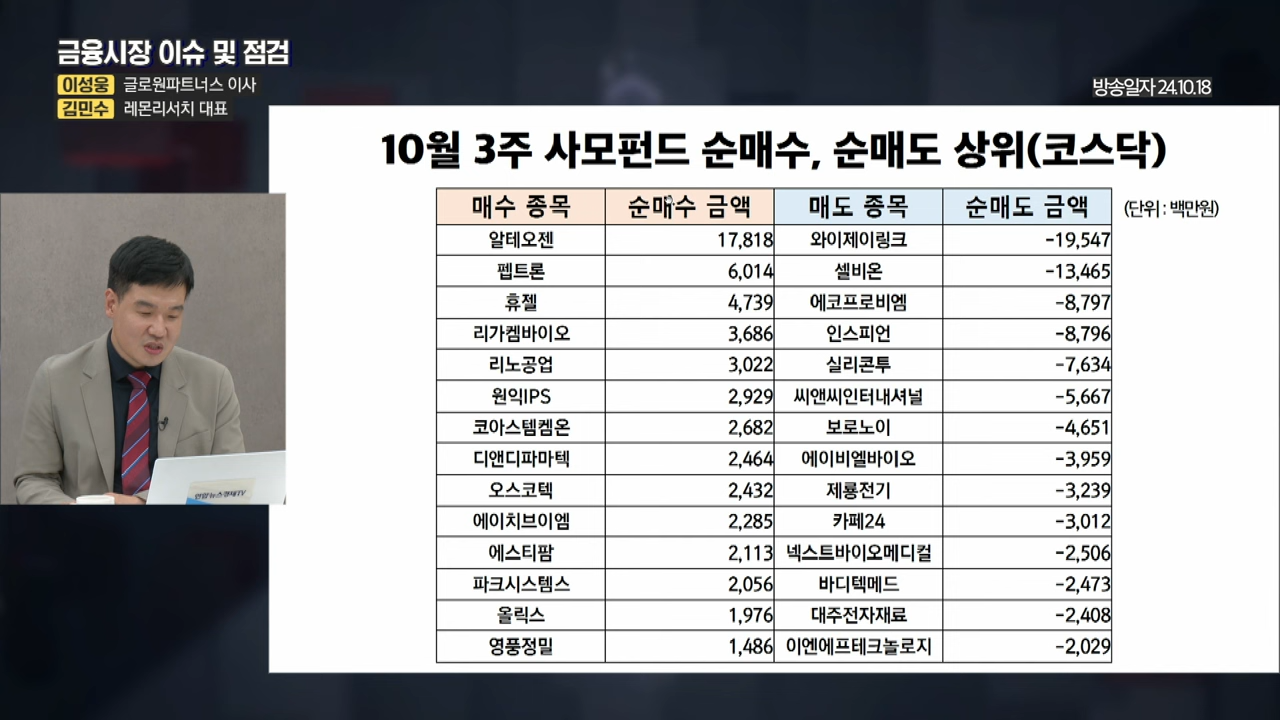 금융시장 이슈 및 점검
이성웅 글로원파트너스 이사
김민수 레몬리서치 대표
방송일자 24.10.18
10월 3주 사모펀드 순매수, 순매도 상위(코스닥)
(단위 : 백만원)
매수 종목 순매수 금액 매도 종목 순매도 금액
알테오젠 17,818 와이제이링크 -19,547
펩트론 6,014 셀비온 -13,465
휴젤 4,739 에코프로비엠 -8,797
리가켐바이오 3,686 인스피언 -8,796
리노공업 3,022 실리콘투 -7,634
원익IPS 2,929 씨앤씨인터내셔널 -5,667
코아스템켐온 2,682 보로노이 -4,651
디앤디파마텍 2,464 에이비엘바이오 -3,959
오스코텍 2,432 제룡전기 -3,239
에이치브이엠 2,285 카페24 -3,012
에스티팜 2,113 넥스트바이오메디컬 -2,506
파크시스템스 2,056 바디텍메드 -2,473
올릭스 1,976 대주전자재료 -2,408
영풍정밀 1,486 이엔에프테크놀로지 -2,029
연합뉴스경제TV